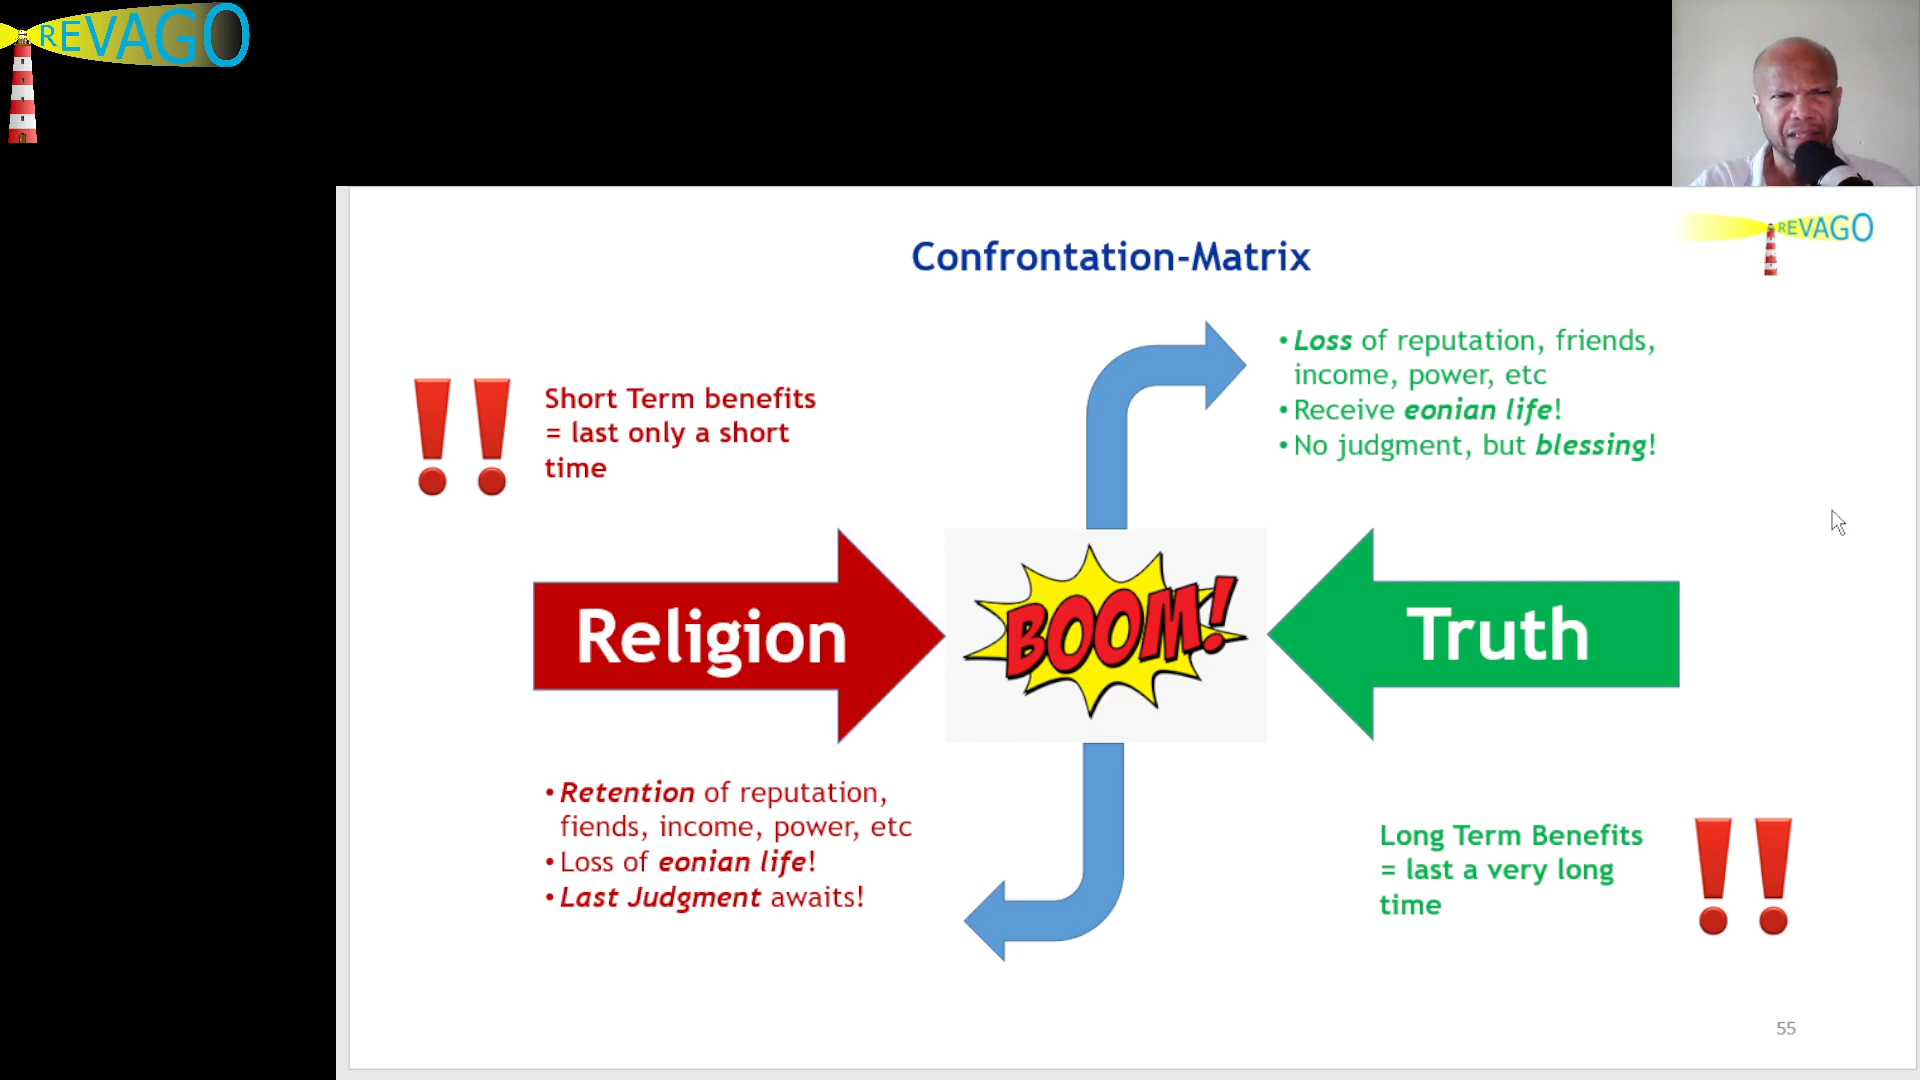 REVAGO
REVAGO
Confrontation-Matrix
•Loss of reputation, friends,
income, power, etc
•Receive eonian life!
•No judgment, but blessing!
Short Term benefits
= last only a short
time
Religion
BOOM!
Truth
•Retention of reputation,
fiends, income, power, etc
•Loss of eonian life!
•Last Judgment awaits!
Long Term Benefits
= last a very long
time
55